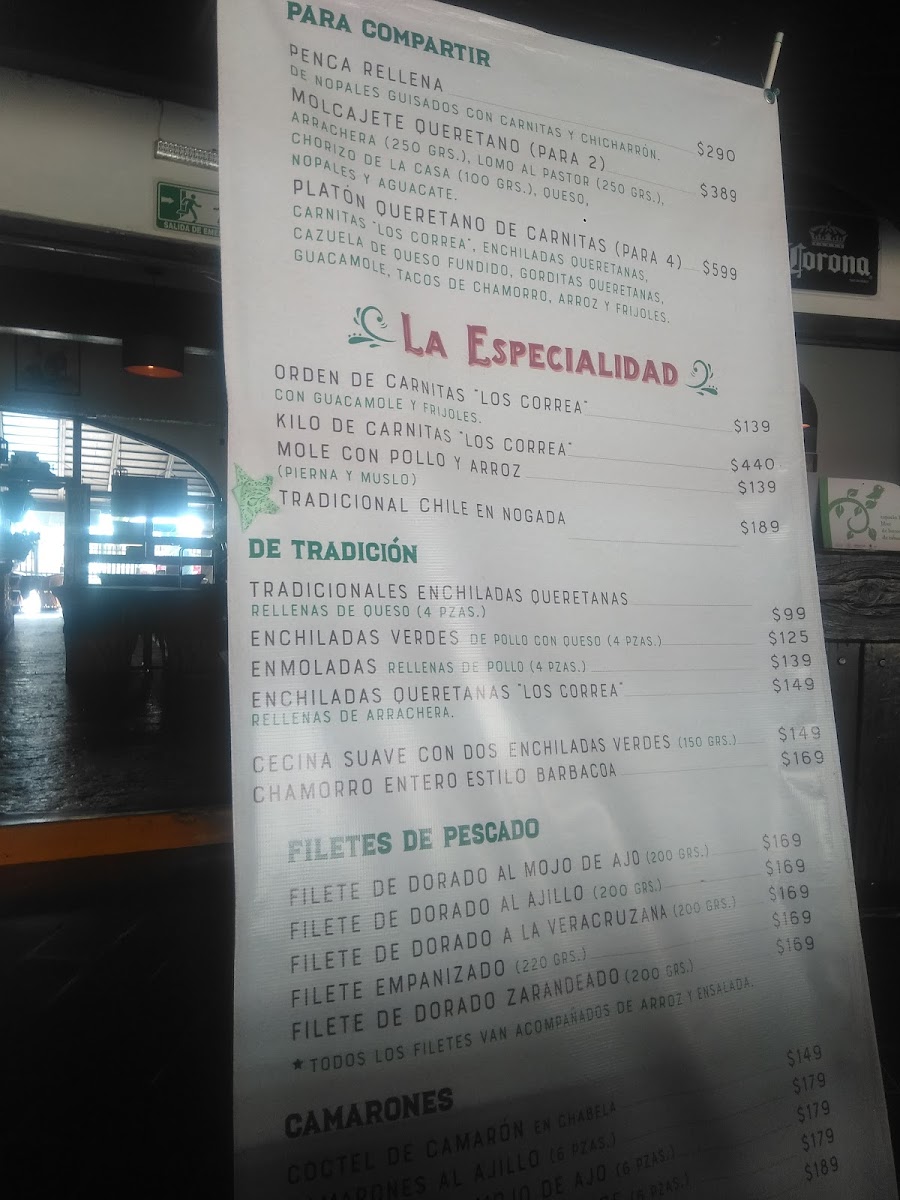 PARA COMPARTIR
PENCA RELLENA $290
DE NOPALES GUISADOS CON CARNITAS Y CHICHARRÓN.
MOLCAJETE QUERETANO (PARA 2) $389
ARRACHERA (250 GRS.), LOMO AL PASTOR (250 GRS.),
CHORIZO DE LA CASA (100 GRS.), QUESO,
NOPALES Y AGUACATE.
PLATÓN QUERETANO DE CARNITAS (PARA 4) $599
CARNITAS "LOS CORREA", ENCHILADAS QUERETANAS,
CAZUELA DE QUESO FUNDIDO, GORDITAS QUERETANAS,
GUACAMOLE, TACOS DE CHAMORRO, ARROZ Y FRIJOLES.
LA ESPECIALIDAD
ORDEN DE CARNITAS "LOS CORREA" $139
CON GUACAMOLE Y FRIJOLES.
KILO DE CARNITAS "LOS CORREA" $440
MOLE CON POLLO Y ARROZ $139
(PIERNA Y MUSLO)
TRADICIONAL CHILE EN NOGADA $189
DE TRADICIÓN
TRADICIONALES ENCHILADAS QUERETANAS $99
RELLENAS DE QUESO (4 PZAS.)
ENCHILADAS VERDES DE POLLO CON QUESO (4 PZAS.) $125
ENMOLADAS RELLENAS DE POLLO (4 PZAS.) $139
ENCHILADAS QUERETANAS "LOS CORREA" $149
RELLENAS DE ARRACHERA.
CECINA SUAVE CON DOS ENCHILADAS VERDES (150 GRS.) $149
CHAMORRO ENTERO ESTILO BARBACOA $169
FILETES DE PESCADO
FILETE DE DORADO AL MOJO DE AJO (200 GRS.) $169
FILETE DE DORADO AL AJILLO (200 GRS.) $169
FILETE DE DORADO A LA VERACRUZANA (200 GRS.) $169
FILETE EMPANIZADO (220 GRS.) $169
FILETE DE DORADO ZARANDEADO (200 GRS.) $169
★ TODOS LOS FILETES VAN ACOMPAÑADOS DE ARROZ Y ENSALADA.
CAMARONES
COCTEL DE CAMARÓN EN CHABELA $149
AL AJILLO (6 PZAS.) $179
MOJO DE AJO (6 PZAS.) $179
(6 PZAS.) $179
$189
SALIDA DE
Corona